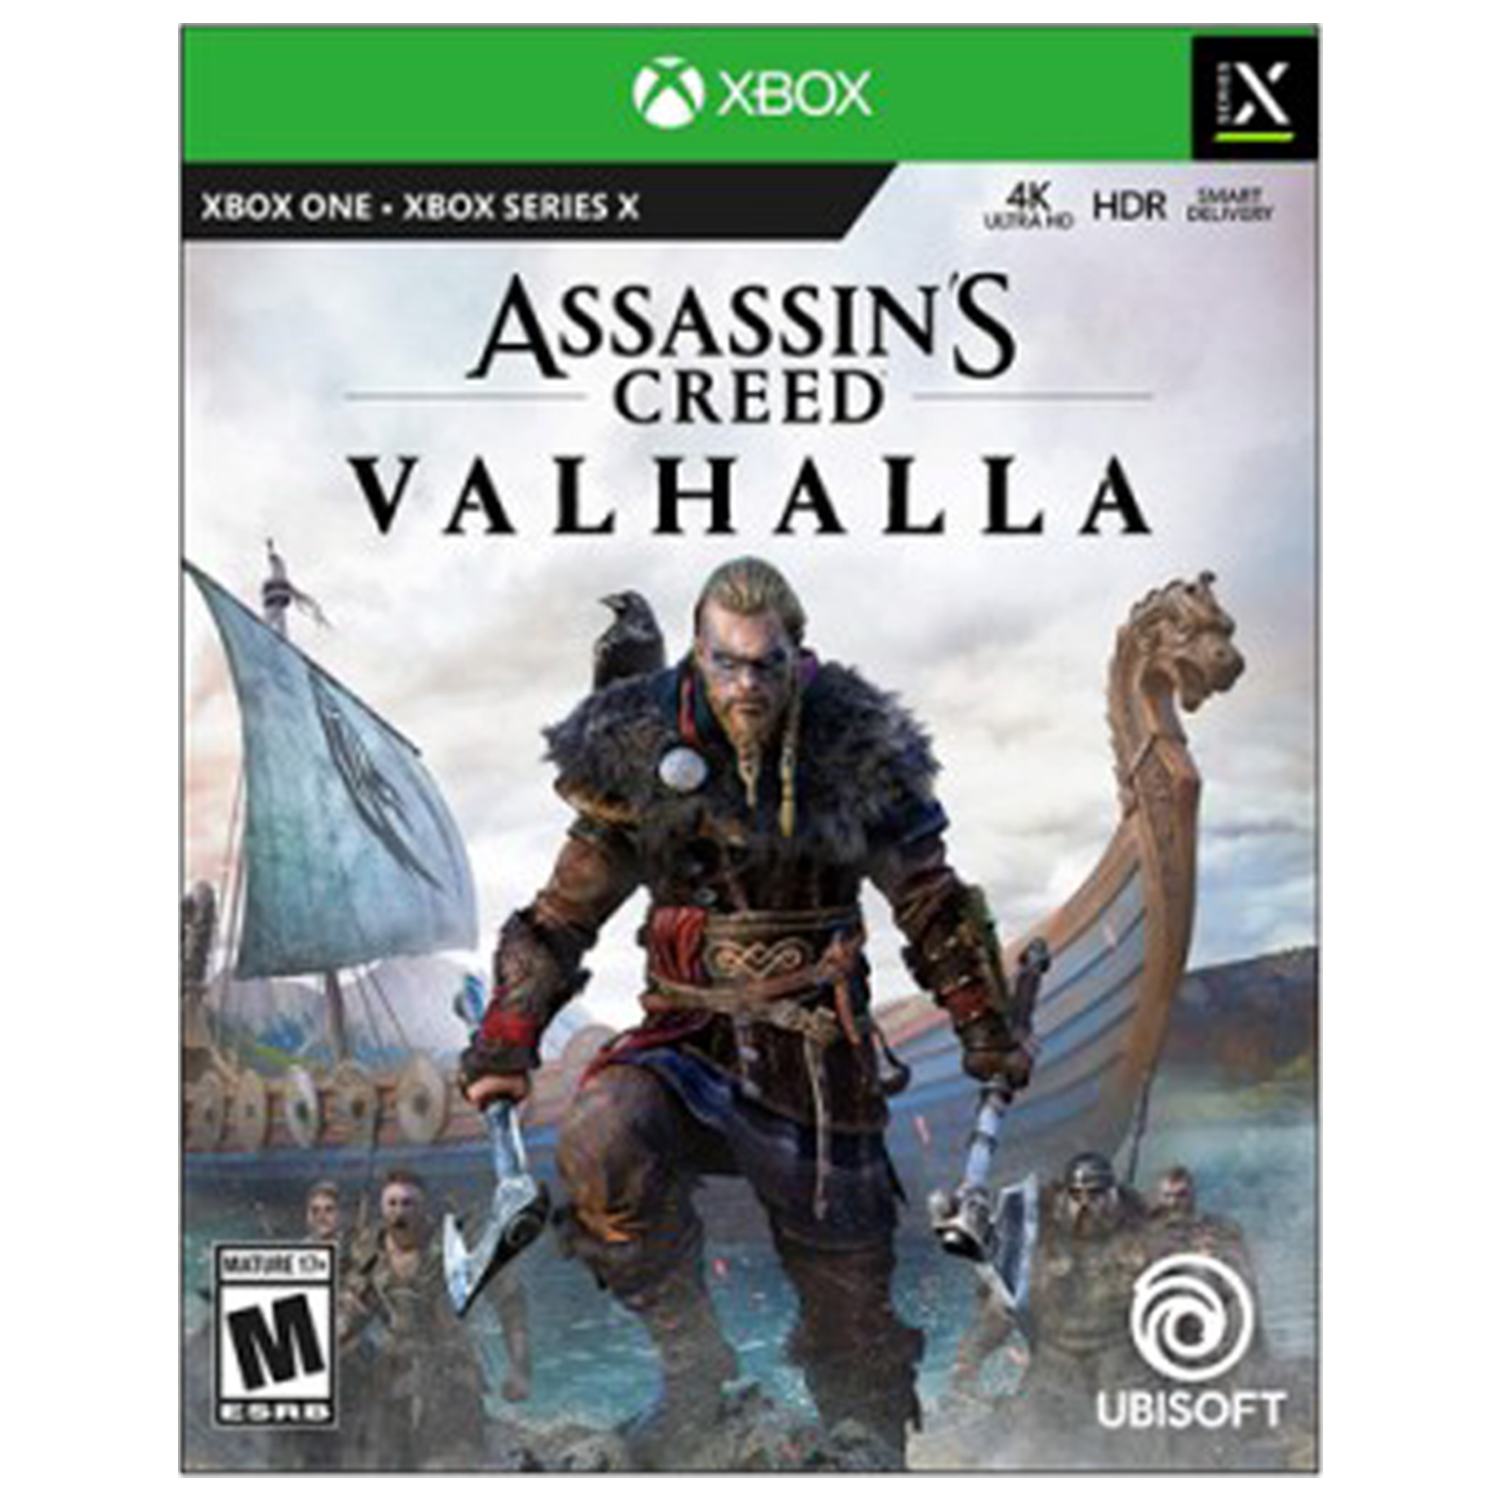 XBOX
SERIES X
XBOX ONE • XBOX SERIES X
4K
ULTRA HD
HDR
SMART
DELIVERY
ASSASSIN'S
CREED
VALHALLA
MATURE 17+
M
ESRB
UBISOFT